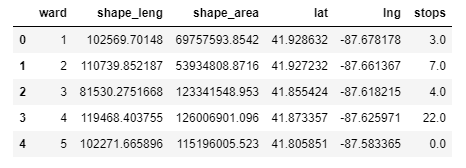 ward shape_leng shape_area lat lng stops
0 1 102569.70148 69757593.8542 41.928632 -87.678178 3.0
1 2 110739.852187 53934808.8716 41.927232 -87.661367 7.0
2 3 81530.2751668 123341548.953 41.855424 -87.618215 4.0
3 4 119468.403755 126006901.096 41.873357 -87.625971 22.0
4 5 102271.665896 115196005.523 41.805851 -87.583365 0.0